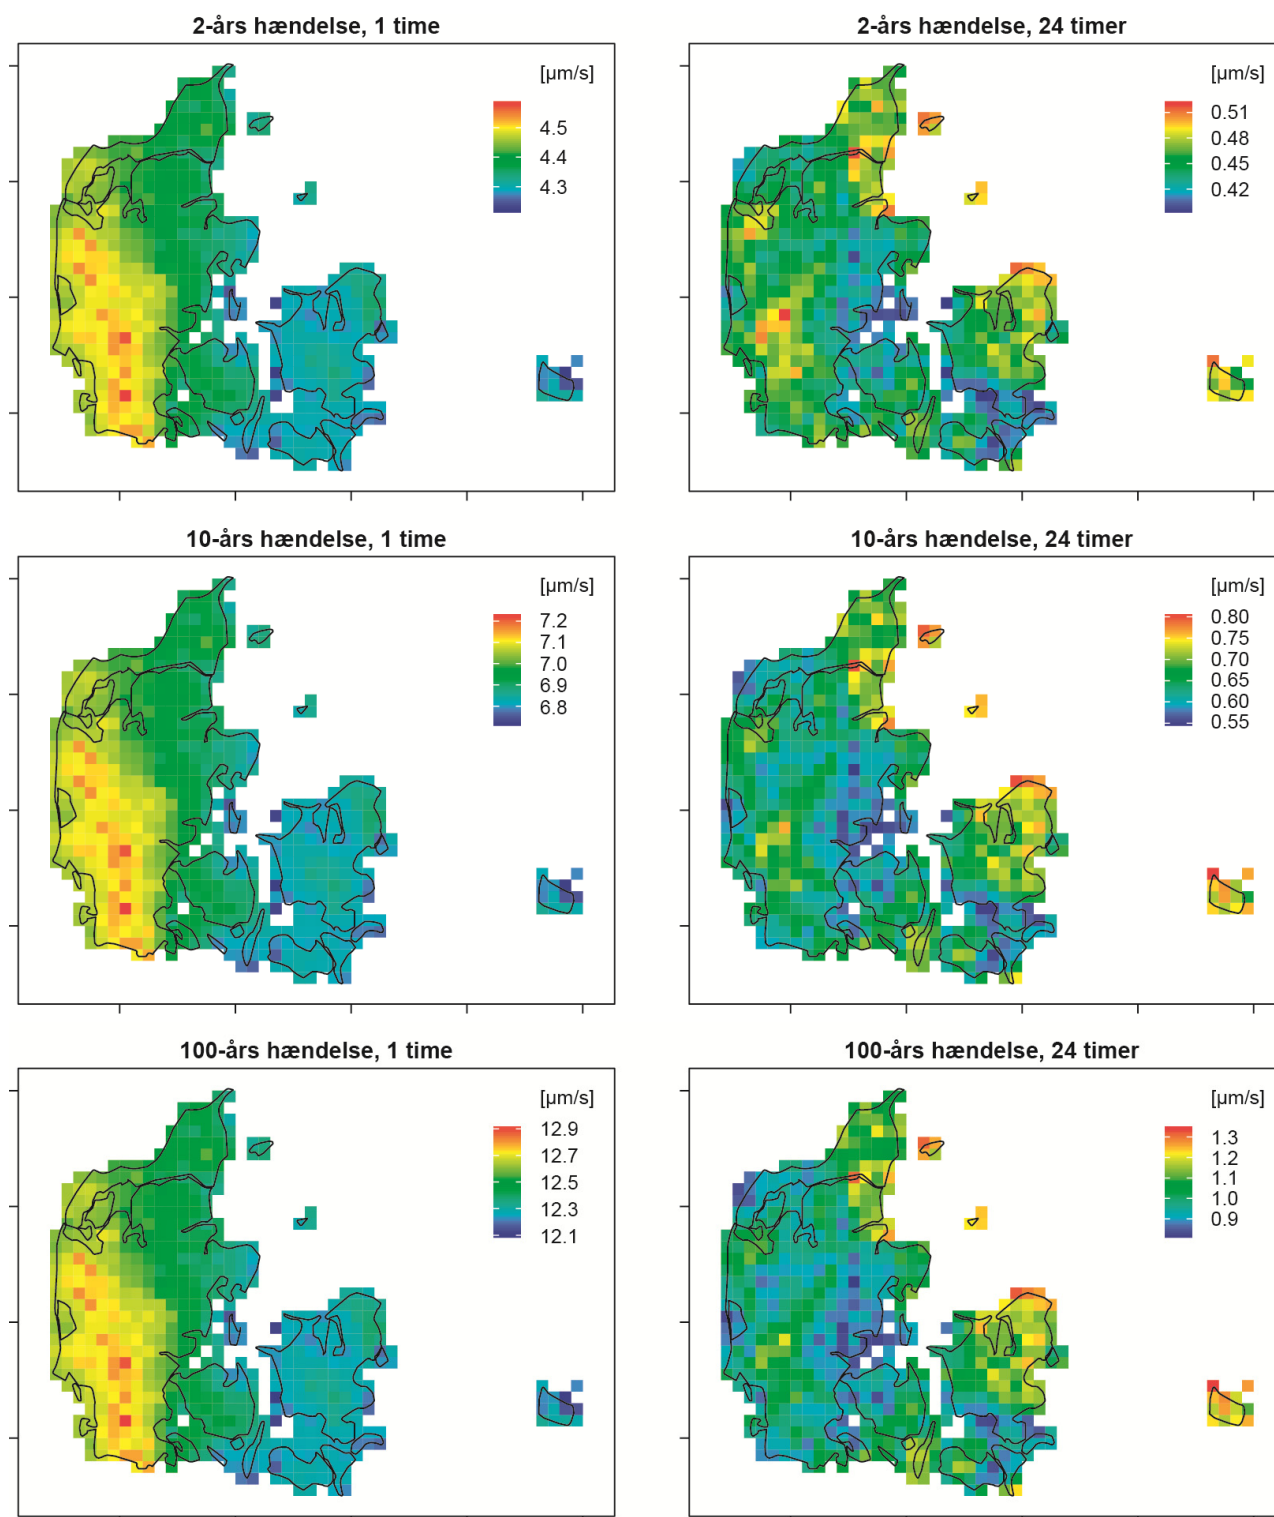 2-års hændelse, 1 time
[µm/s]
4.5
4.4
4.3
2-års hændelse, 24 timer
[µm/s]
0.51
0.48
0.45
0.42
10-års hændelse, 1 time
[µm/s]
7.2
7.1
7.0
6.9
6.8
10-års hændelse, 24 timer
[µm/s]
0.80
0.75
0.70
0.65
0.60
0.55
100-års hændelse, 1 time
[µm/s]
12.9
12.7
12.5
12.3
12.1
100-års hændelse, 24 timer
[µm/s]
1.3
1.2
1.1
1.0
0.9